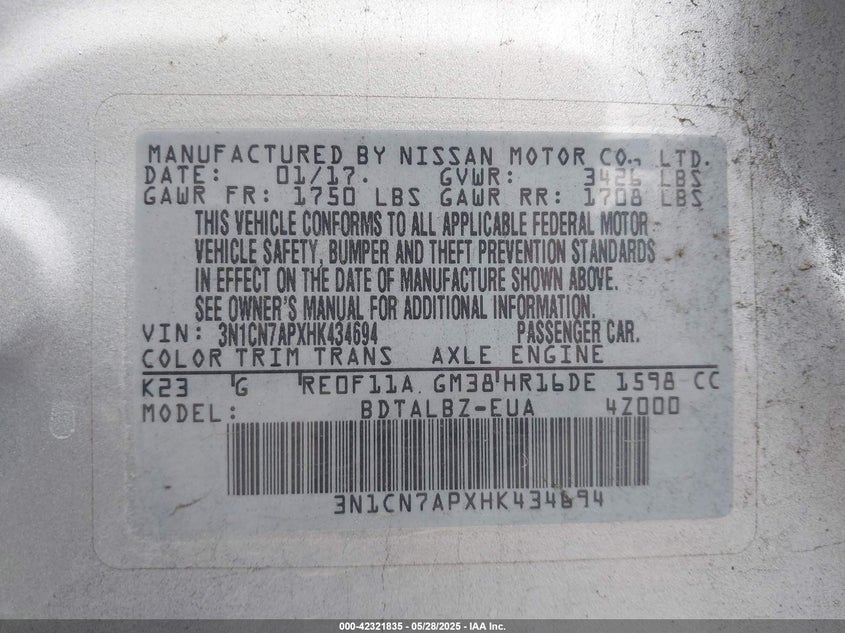 MANUFACTURED BY NISSAN MOTOR CO., LTD.
DATE: 01/17. GVWR: 3426 LBS
GAWR FR: 1750 LBS GAWR RR: 1708 LBS
THIS VEHICLE CONFORMS TO ALL APPLICABLE FEDERAL MOTOR
VEHICLE SAFETY, BUMPER AND THEFT PREVENTION STANDARDS
IN EFFECT ON THE DATE OF MANUFACTURE SHOWN ABOVE.
SEE OWNER'S MANUAL FOR ADDITIONAL INFORMATION.
VIN: 3N1CN7APXHK434694 PASSENGER CAR.
COLOR TRIM TRANS AXLE ENGINE
K23 G RE0F11A GM38 HR16DE 1598 CC
MODEL: BDTALBZ-EUA 4Z000
3N1CN7APXHK434694
000-42321835 - 05/28/2025 - IAA Inc.